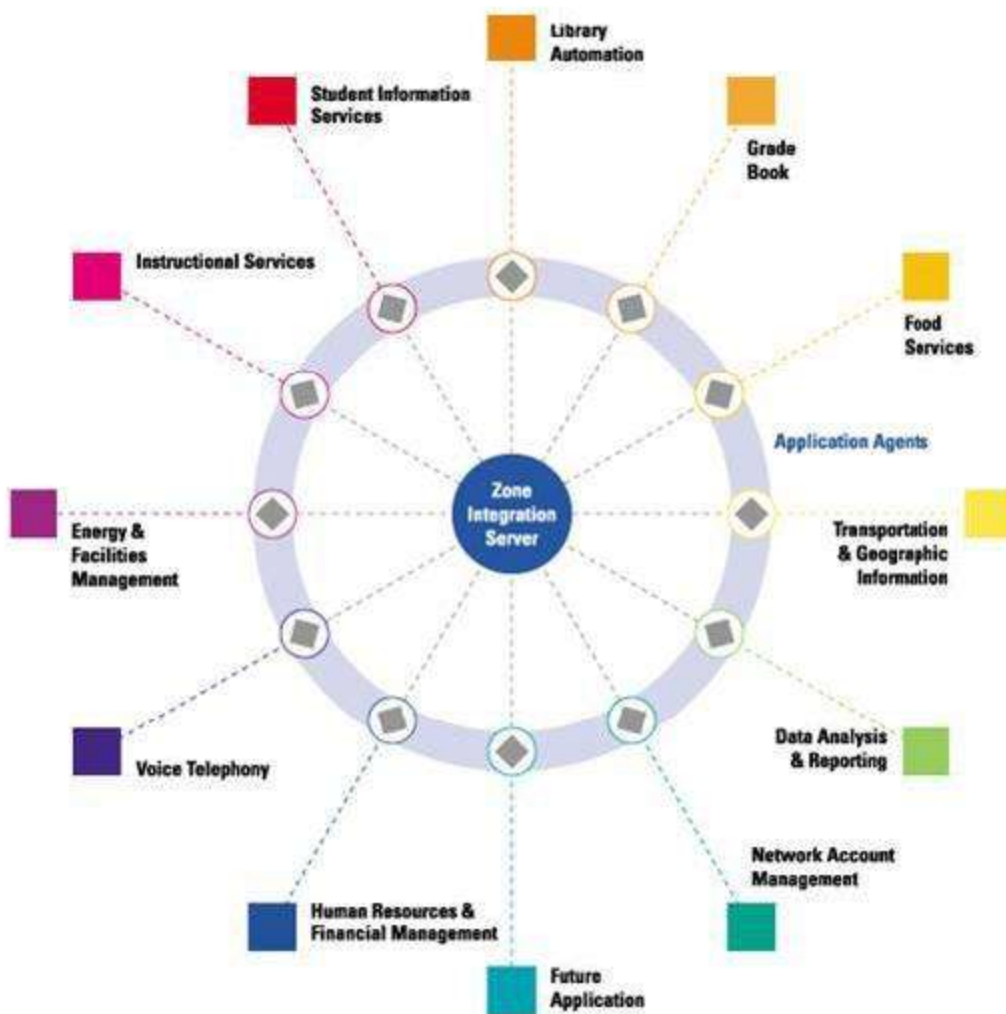 Library
Automation
Student Information
Services
Grade
Book
Instructional Services
Food
Services
Application Agents
Zone
Integration
Server
Energy &
Facilities
Management
Transportation
& Geographic
Information
Voice Telephony
Data Analysis
& Reporting
Network Account
Management
Human Resources &
Financial Management
Future
Application